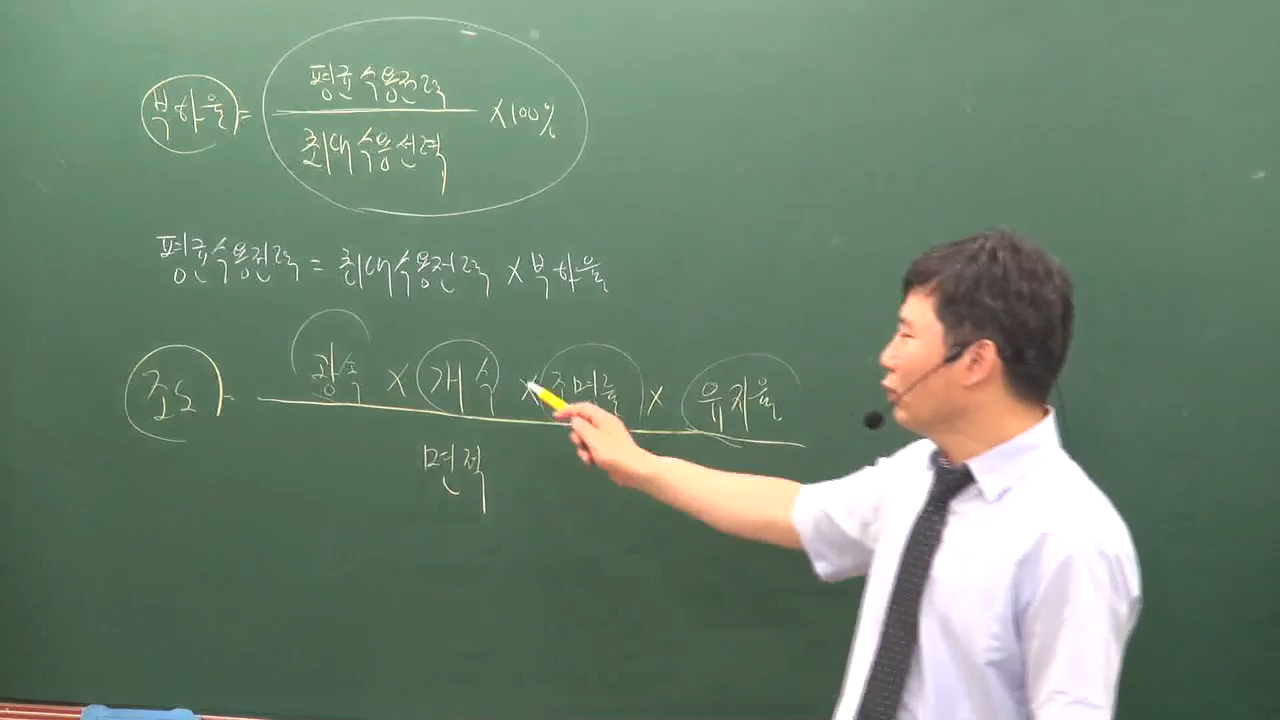 부하율 = 평균수용전력 / 최대수용전력 × 100%
평균수용전력 = 최대수용전력 × 부하율
조도 = 광속 × 개수 × 조명률 × 유지율 / 면적